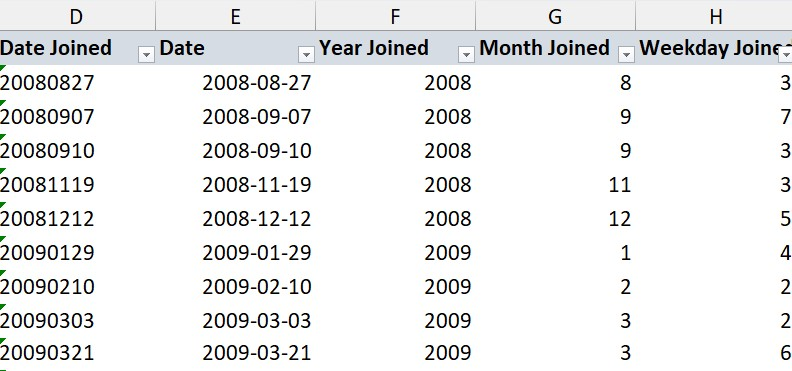 D E F G H
Date Joined Date Year Joined Month Joined Weekday Joined
20080827 2008-08-27 2008 8 3
20080907 2008-09-07 2008 9 7
20080910 2008-09-10 2008 9 3
20081119 2008-11-19 2008 11 3
20081212 2008-12-12 2008 12 5
20090129 2009-01-29 2009 1 4
20090210 2009-02-10 2009 2 2
20090303 2009-03-03 2009 3 2
20090321 2009-03-21 2009 3 6